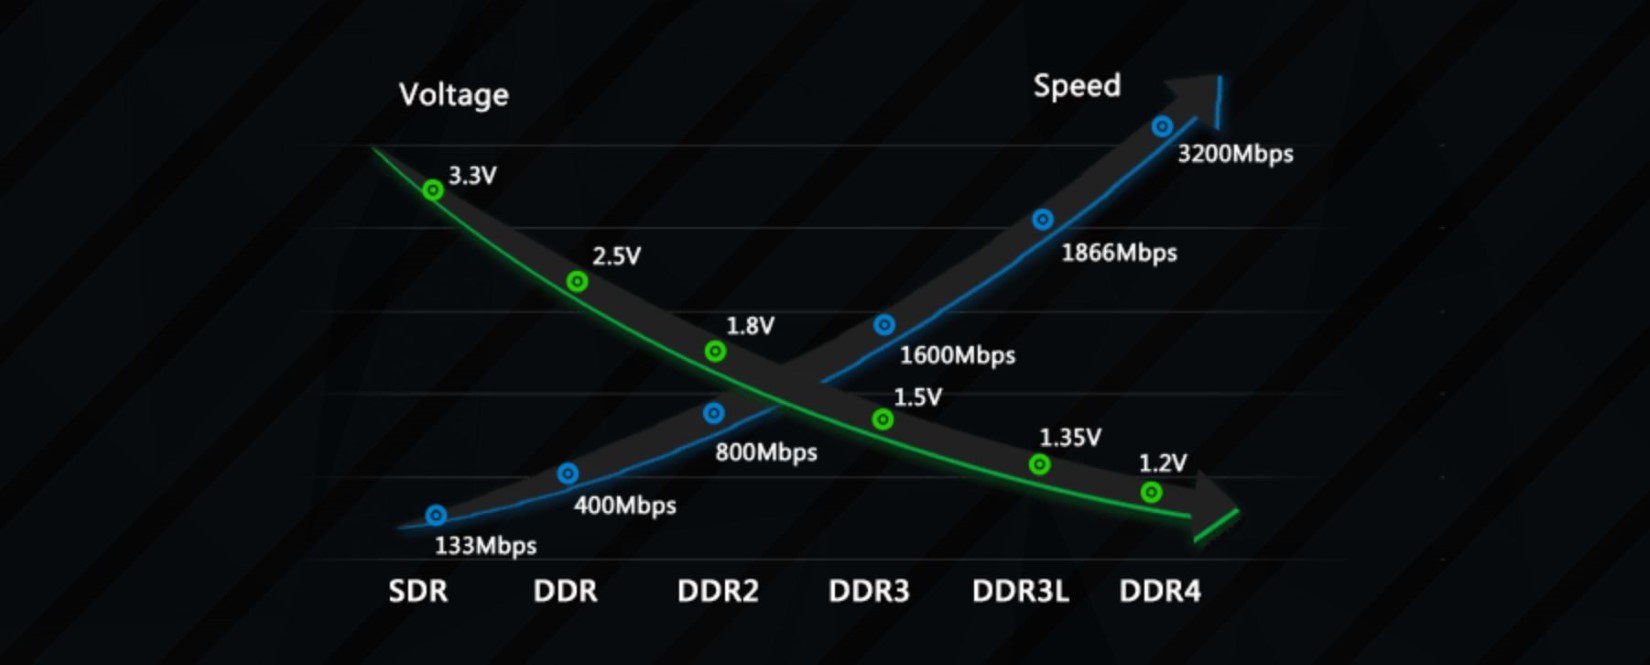 Voltage
Speed
3.3V
2.5V
1.8V
1.5V
1.35V
1.2V
3200Mbps
1866Mbps
1600Mbps
800Mbps
400Mbps
133Mbps
SDR DDR DDR2 DDR3 DDR3L DDR4